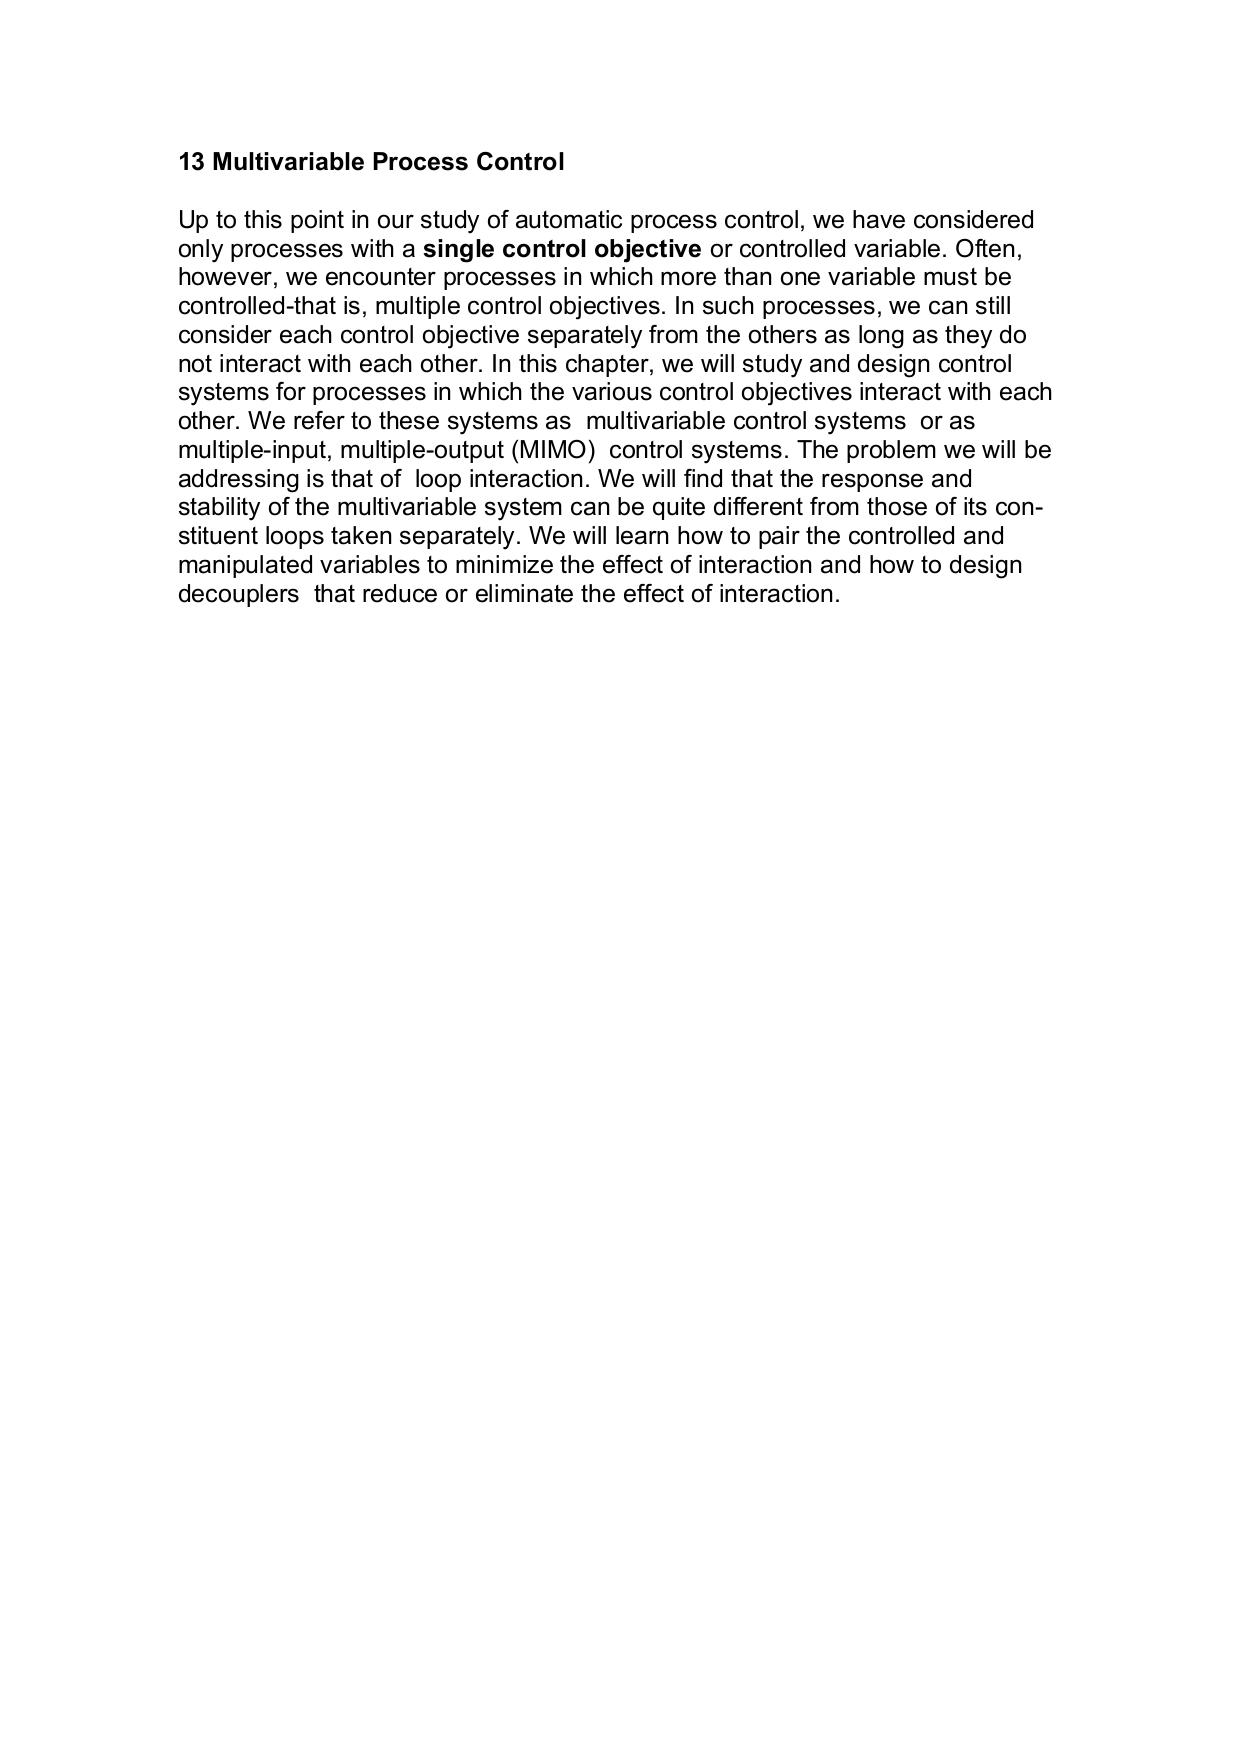 13 Multivariable Process Control
Up to this point in our study of automatic process control, we have considered
only processes with a single control objective or controlled variable. Often,
however, we encounter processes in which more than one variable must be
controlled-that is, multiple control objectives. In such processes, we can still
consider each control objective separately from the others as long as they do
not interact with each other. In this chapter, we will study and design control
systems for processes in which the various control objectives interact with each
other. We refer to these systems as  multivariable control systems  or as
multiple-input, multiple-output (MIMO)  control systems. The problem we will be
addressing is that of  loop interaction. We will find that the response and
stability of the multivariable system can be quite different from those of its con-
stituent loops taken separately. We will learn how to pair the controlled and
manipulated variables to minimize the effect of interaction and how to design
decouplers  that reduce or eliminate the effect of interaction.